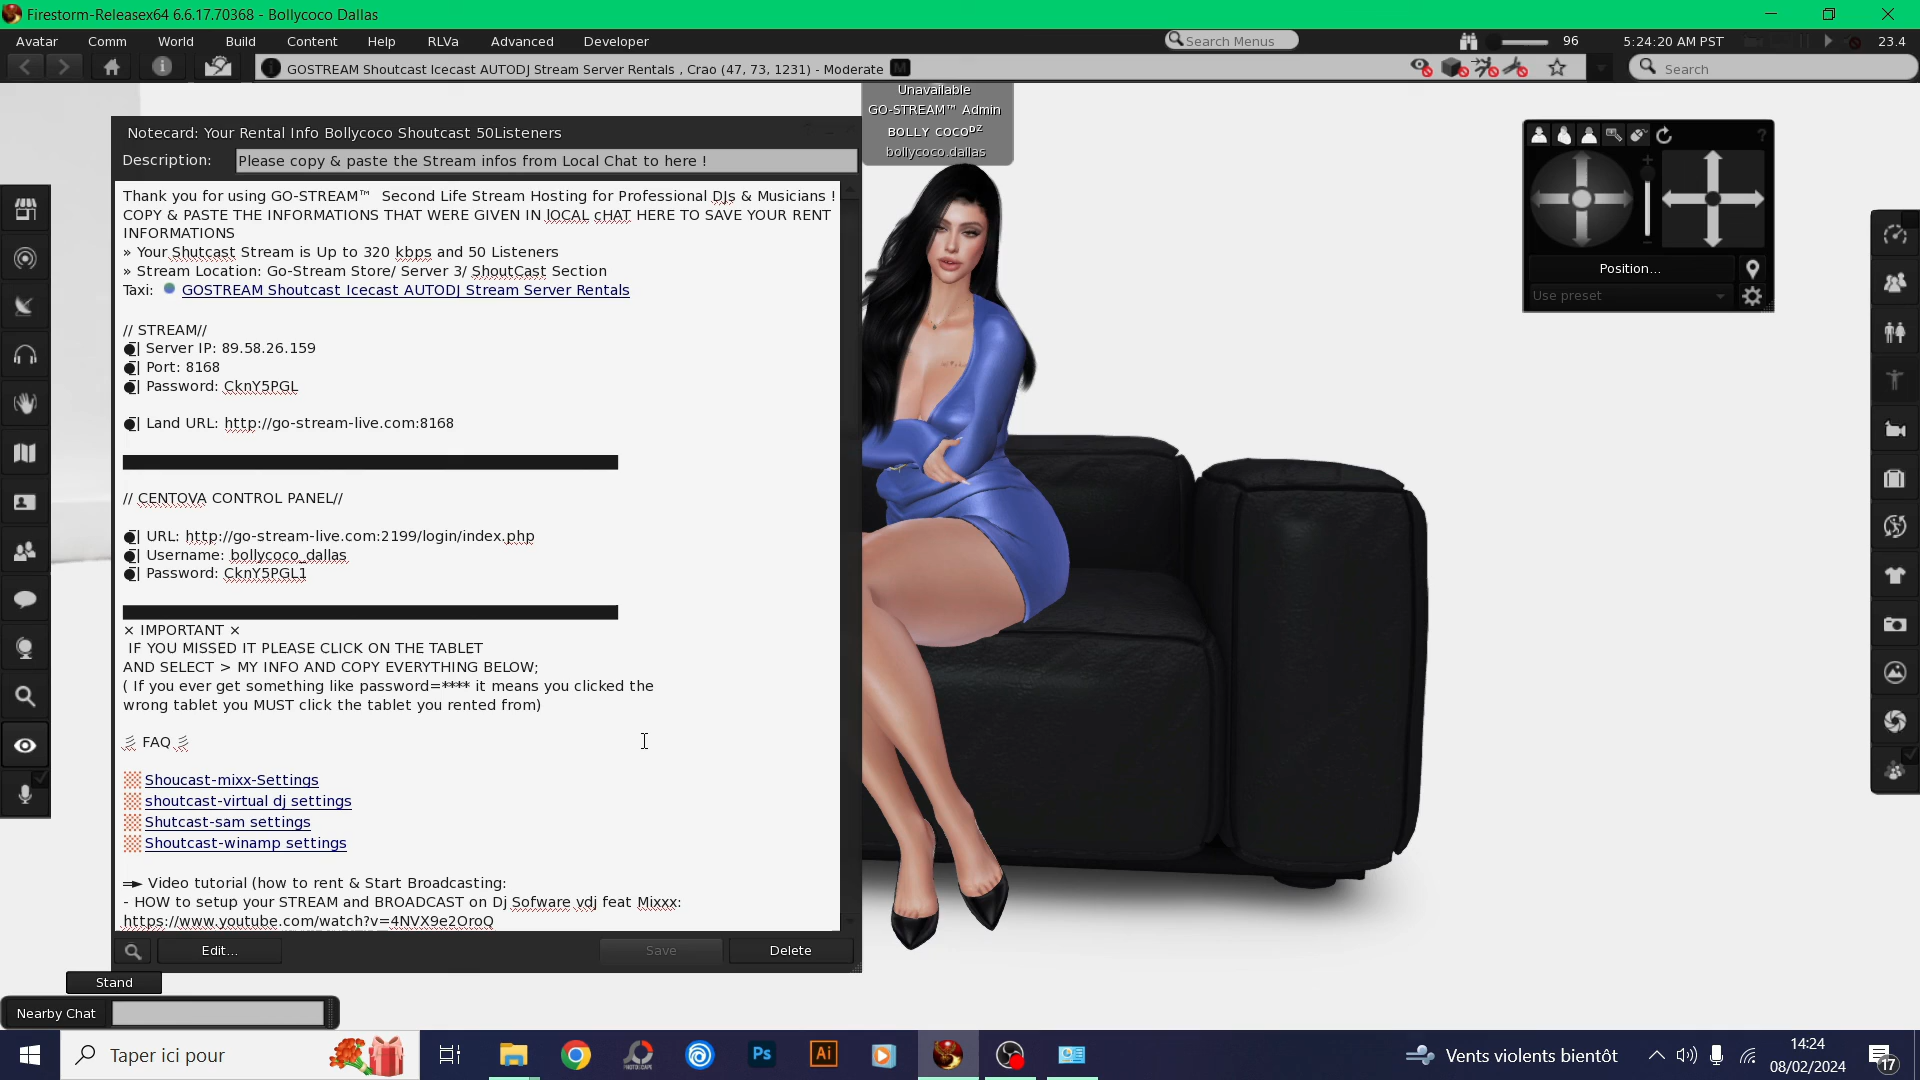 Firestorm-Releasex64 6.6.17.70368 - Bollycoco Dallas
Avatar Comm World Build Content Help RLVa Advanced Developer Search Menus 96 5:24:20 AM PST 23.4
GOSTREAM Shoutcast Icecast AUTODJ Stream Server Rentals , Crao (47, 73, 1231) - Moderate M Search
Unavailable
GO-STREAM™ Admin
BOLLY COCOᴰᶻ
bollycoco.dallas
Notecard: Your Rental Info Bollycoco Shoutcast 50Listeners
Description: Please copy & paste the Stream infos from Local Chat to here !
Thank you for using GO-STREAM™ Second Life Stream Hosting for Professional DJs & Musicians !
COPY & PASTE THE INFORMATIONS THAT WERE GIVEN IN lOCAL cHAT HERE TO SAVE YOUR RENT
INFORMATIONS
» Your Shutcast Stream is Up to 320 kbps and 50 Listeners
» Stream Location: Go-Stream Store/ Server 3/ ShoutCast Section
Taxi: GOSTREAM Shoutcast Icecast AUTODJ Stream Server Rentals
// STREAM//
| Server IP: 89.58.26.159
| Port: 8168
| Password: CknY5PGL
| Land URL: http://go-stream-live.com:8168
// CENTOVA CONTROL PANEL//
| URL: http://go-stream-live.com:2199/login/index.php
| Username: bollycoco_dallas
| Password: CknY5PGL1
× IMPORTANT ×
IF YOU MISSED IT PLEASE CLICK ON THE TABLET
AND SELECT > MY INFO AND COPY EVERYTHING BELOW;
( If you ever get something like password=**** it means you clicked the
wrong tablet you MUST click the tablet you rented from)
彡 FAQ 彡
Shoucast-mixx-Settings
shoutcast-virtual dj settings
Shutcast-sam settings
Shoutcast-winamp settings
═► Video tutorial (how to rent & Start Broadcasting:
- HOW to setup your STREAM and BROADCAST on Dj Sofware vdj feat Mixxx:
https://www.youtube.com/watch?v=4NVX9e2OroQ
Edit... Save Delete
Position...
Use preset
Stand
Nearby Chat
Taper ici pour
Ps Ai
Vents violents bientôt
14:24
08/02/2024
17